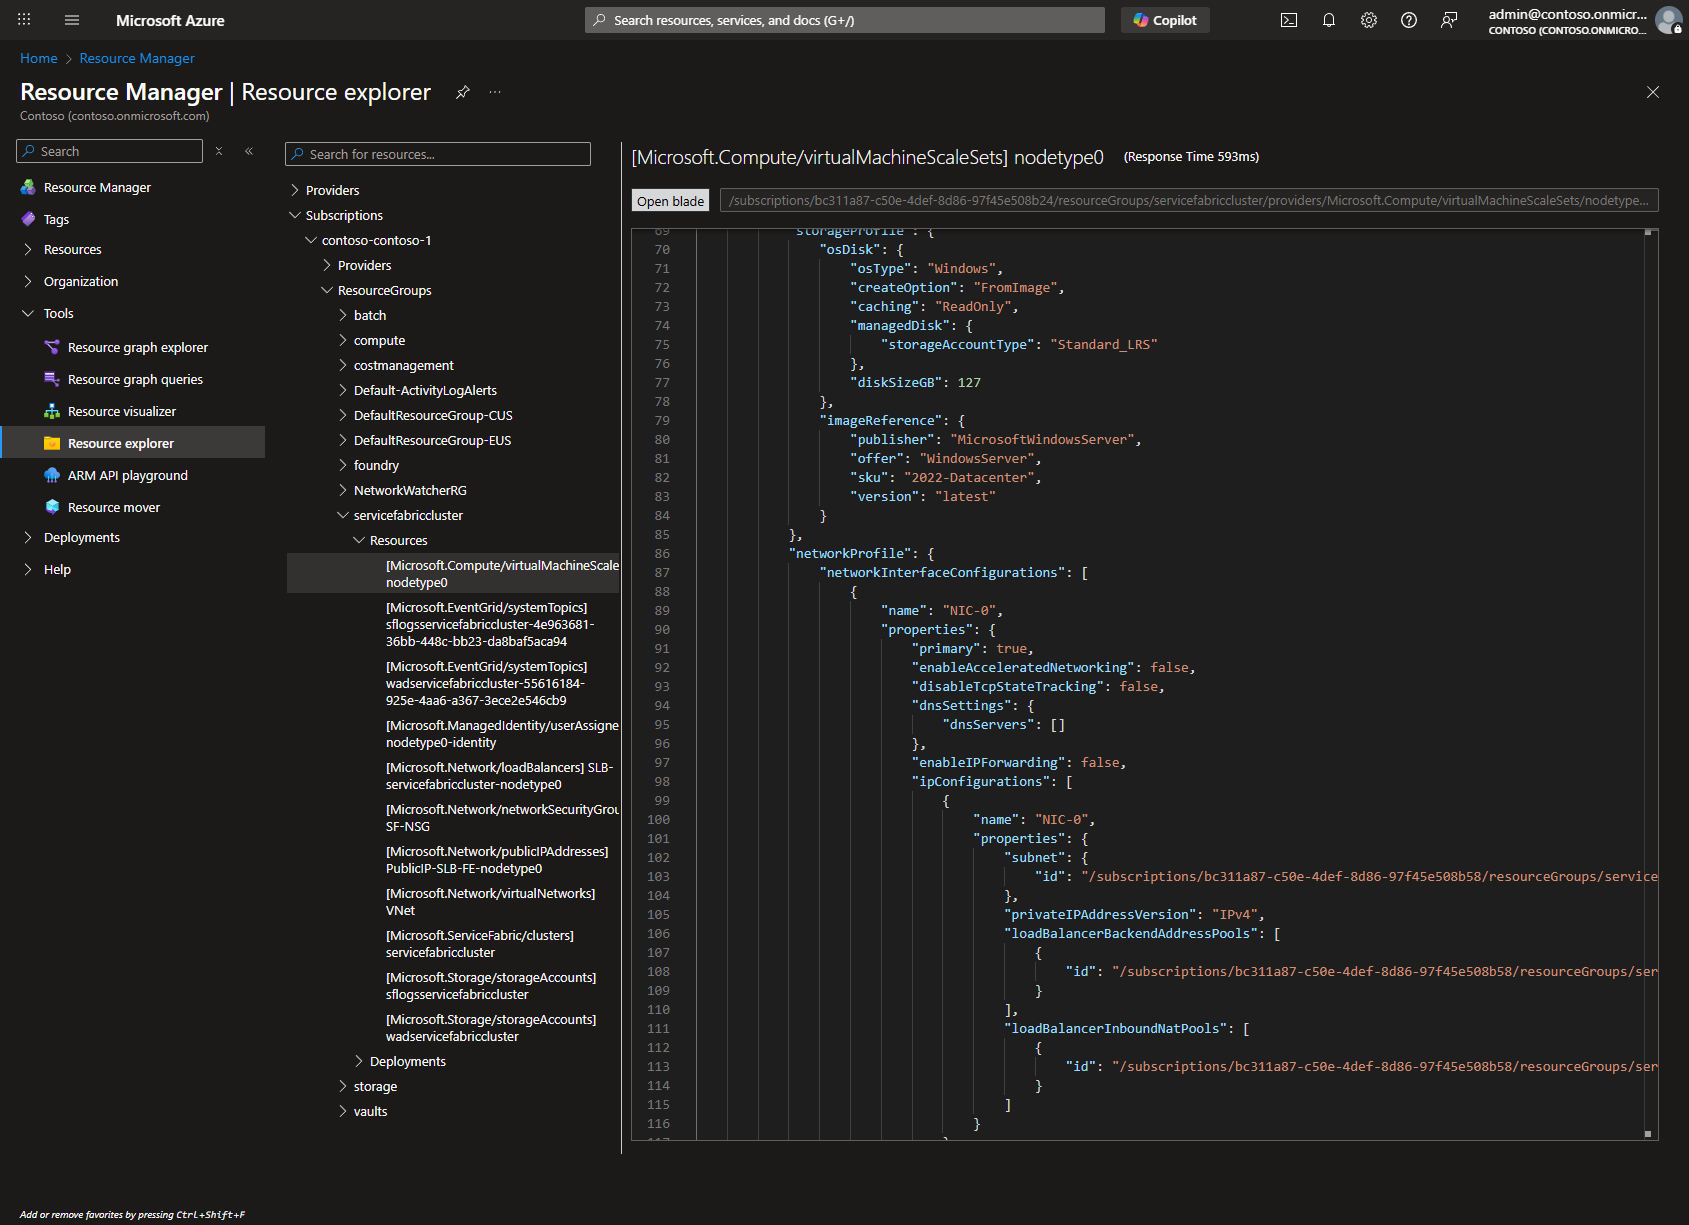 Microsoft Azure
Search resources, services, and docs (G+/)
Copilot
admin@contoso.onmicr...
CONTOSO (CONTOSO.ONMICRO...
Home > Resource Manager
Resource Manager | Resource explorer
...
Contoso (contoso.onmicrosoft.com)
Search
Resource Manager
Tags
Resources
Organization
Tools
Resource graph explorer
Resource graph queries
Resource visualizer
Resource explorer
ARM API playground
Resource mover
Deployments
Help
Add or remove favorites by pressing Ctrl+Shift+F
Search for resources...
Providers
Subscriptions
contoso-contoso-1
Providers
ResourceGroups
batch
compute
costmanagement
Default-ActivityLogAlerts
DefaultResourceGroup-CUS
DefaultResourceGroup-EUS
foundry
NetworkWatcherRG
servicefabriccluster
Resources
[Microsoft.Compute/virtualMachineScale
nodetype0
[Microsoft.EventGrid/systemTopics]
sflogsservicefabriccluster-4e963681-
36bb-448c-bb23-da8baf5aca94
[Microsoft.EventGrid/systemTopics]
wadservicefabriccluster-55616184-
925e-4aa6-a367-3ece2e546cb9
[Microsoft.ManagedIdentity/userAssigne
nodetype0-identity
[Microsoft.Network/loadBalancers] SLB-
servicefabriccluster-nodetype0
[Microsoft.Network/networkSecurityGrou
SF-NSG
[Microsoft.Network/publicIPAddresses]
PublicIP-SLB-FE-nodetype0
[Microsoft.Network/virtualNetworks]
VNet
[Microsoft.ServiceFabric/clusters]
servicefabriccluster
[Microsoft.Storage/storageAccounts]
sflogsservicefabriccluster
[Microsoft.Storage/storageAccounts]
wadservicefabriccluster
Deployments
storage
vaults
[Microsoft.Compute/virtualMachineScaleSets] nodetype0 (Response Time 593ms)
Open blade /subscriptions/bc311a87-c50e-4def-8d86-97f45e508b24/resourceGroups/servicefabriccluster/providers/Microsoft.Compute/virtualMachineScaleSets/nodetype...
69 "storageProfile": {
70 "osDisk": {
71 "osType": "Windows",
72 "createOption": "FromImage",
73 "caching": "ReadOnly",
74 "managedDisk": {
75 "storageAccountType": "Standard_LRS"
76 },
77 "diskSizeGB": 127
78 },
79 "imageReference": {
80 "publisher": "MicrosoftWindowsServer",
81 "offer": "WindowsServer",
82 "sku": "2022-Datacenter",
83 "version": "latest"
84 }
85 },
86 "networkProfile": {
87 "networkInterfaceConfigurations": [
88 {
89 "name": "NIC-0",
90 "properties": {
91 "primary": true,
92 "enableAcceleratedNetworking": false,
93 "disableTcpStateTracking": false,
94 "dnsSettings": {
95 "dnsServers": []
96 },
97 "enableIPForwarding": false,
98 "ipConfigurations": [
99 {
100 "name": "NIC-0",
101 "properties": {
102 "subnet": {
103 "id": "/subscriptions/bc311a87-c50e-4def-8d86-97f45e508b58/resourceGroups/service
104 },
105 "privateIPAddressVersion": "IPv4",
106 "loadBalancerBackendAddressPools": [
107 {
108 "id": "/subscriptions/bc311a87-c50e-4def-8d86-97f45e508b58/resourceGroups/ser
109 }
110 ],
111 "loadBalancerInboundNatPools": [
112 {
113 "id": "/subscriptions/bc311a87-c50e-4def-8d86-97f45e508b58/resourceGroups/ser
114 }
115 ]
116 }